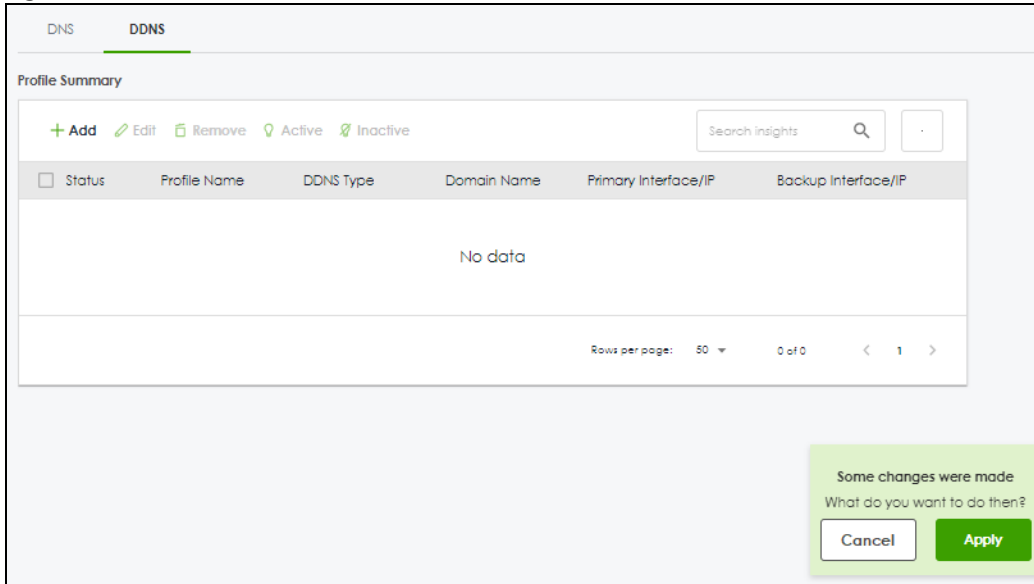 DNS DDNS
Profile Summary
Add Edit Remove Active Inactive Search insights
Status Profile Name DDNS Type Domain Name Primary Interface/IP Backup Interface/IP
No data
Rows per page: 50 0 of 0 < 1 >
Some changes were made
What do you want to do then?
Cancel Apply